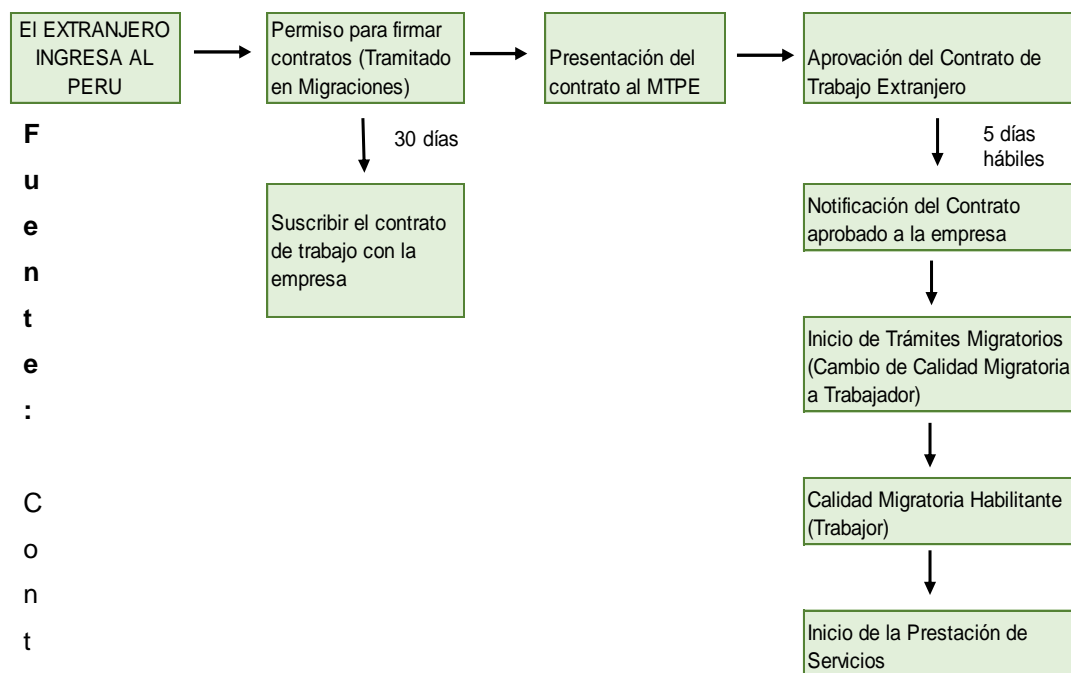 El EXTRANJERO
INGRESA AL
PERU
Permiso para firmar
contratos (Tramitado
en Migraciones)
Presentación del
contrato al MTPE
Aprovación del Contrato de
Trabajo Extranjero
30 días
5 días
hábiles
Suscribir el contrato
de trabajo con la
empresa
Notificación del Contrato
aprobado a la empresa
Inicio de Trámites Migratorios
(Cambio de Calidad Migratoria
a Trabajador)
Calidad Migratoria Habilitante
(Trabajor)
Inicio de la Prestación de
Servicios
F
u
e
n
t
e
:
C
o
n
t